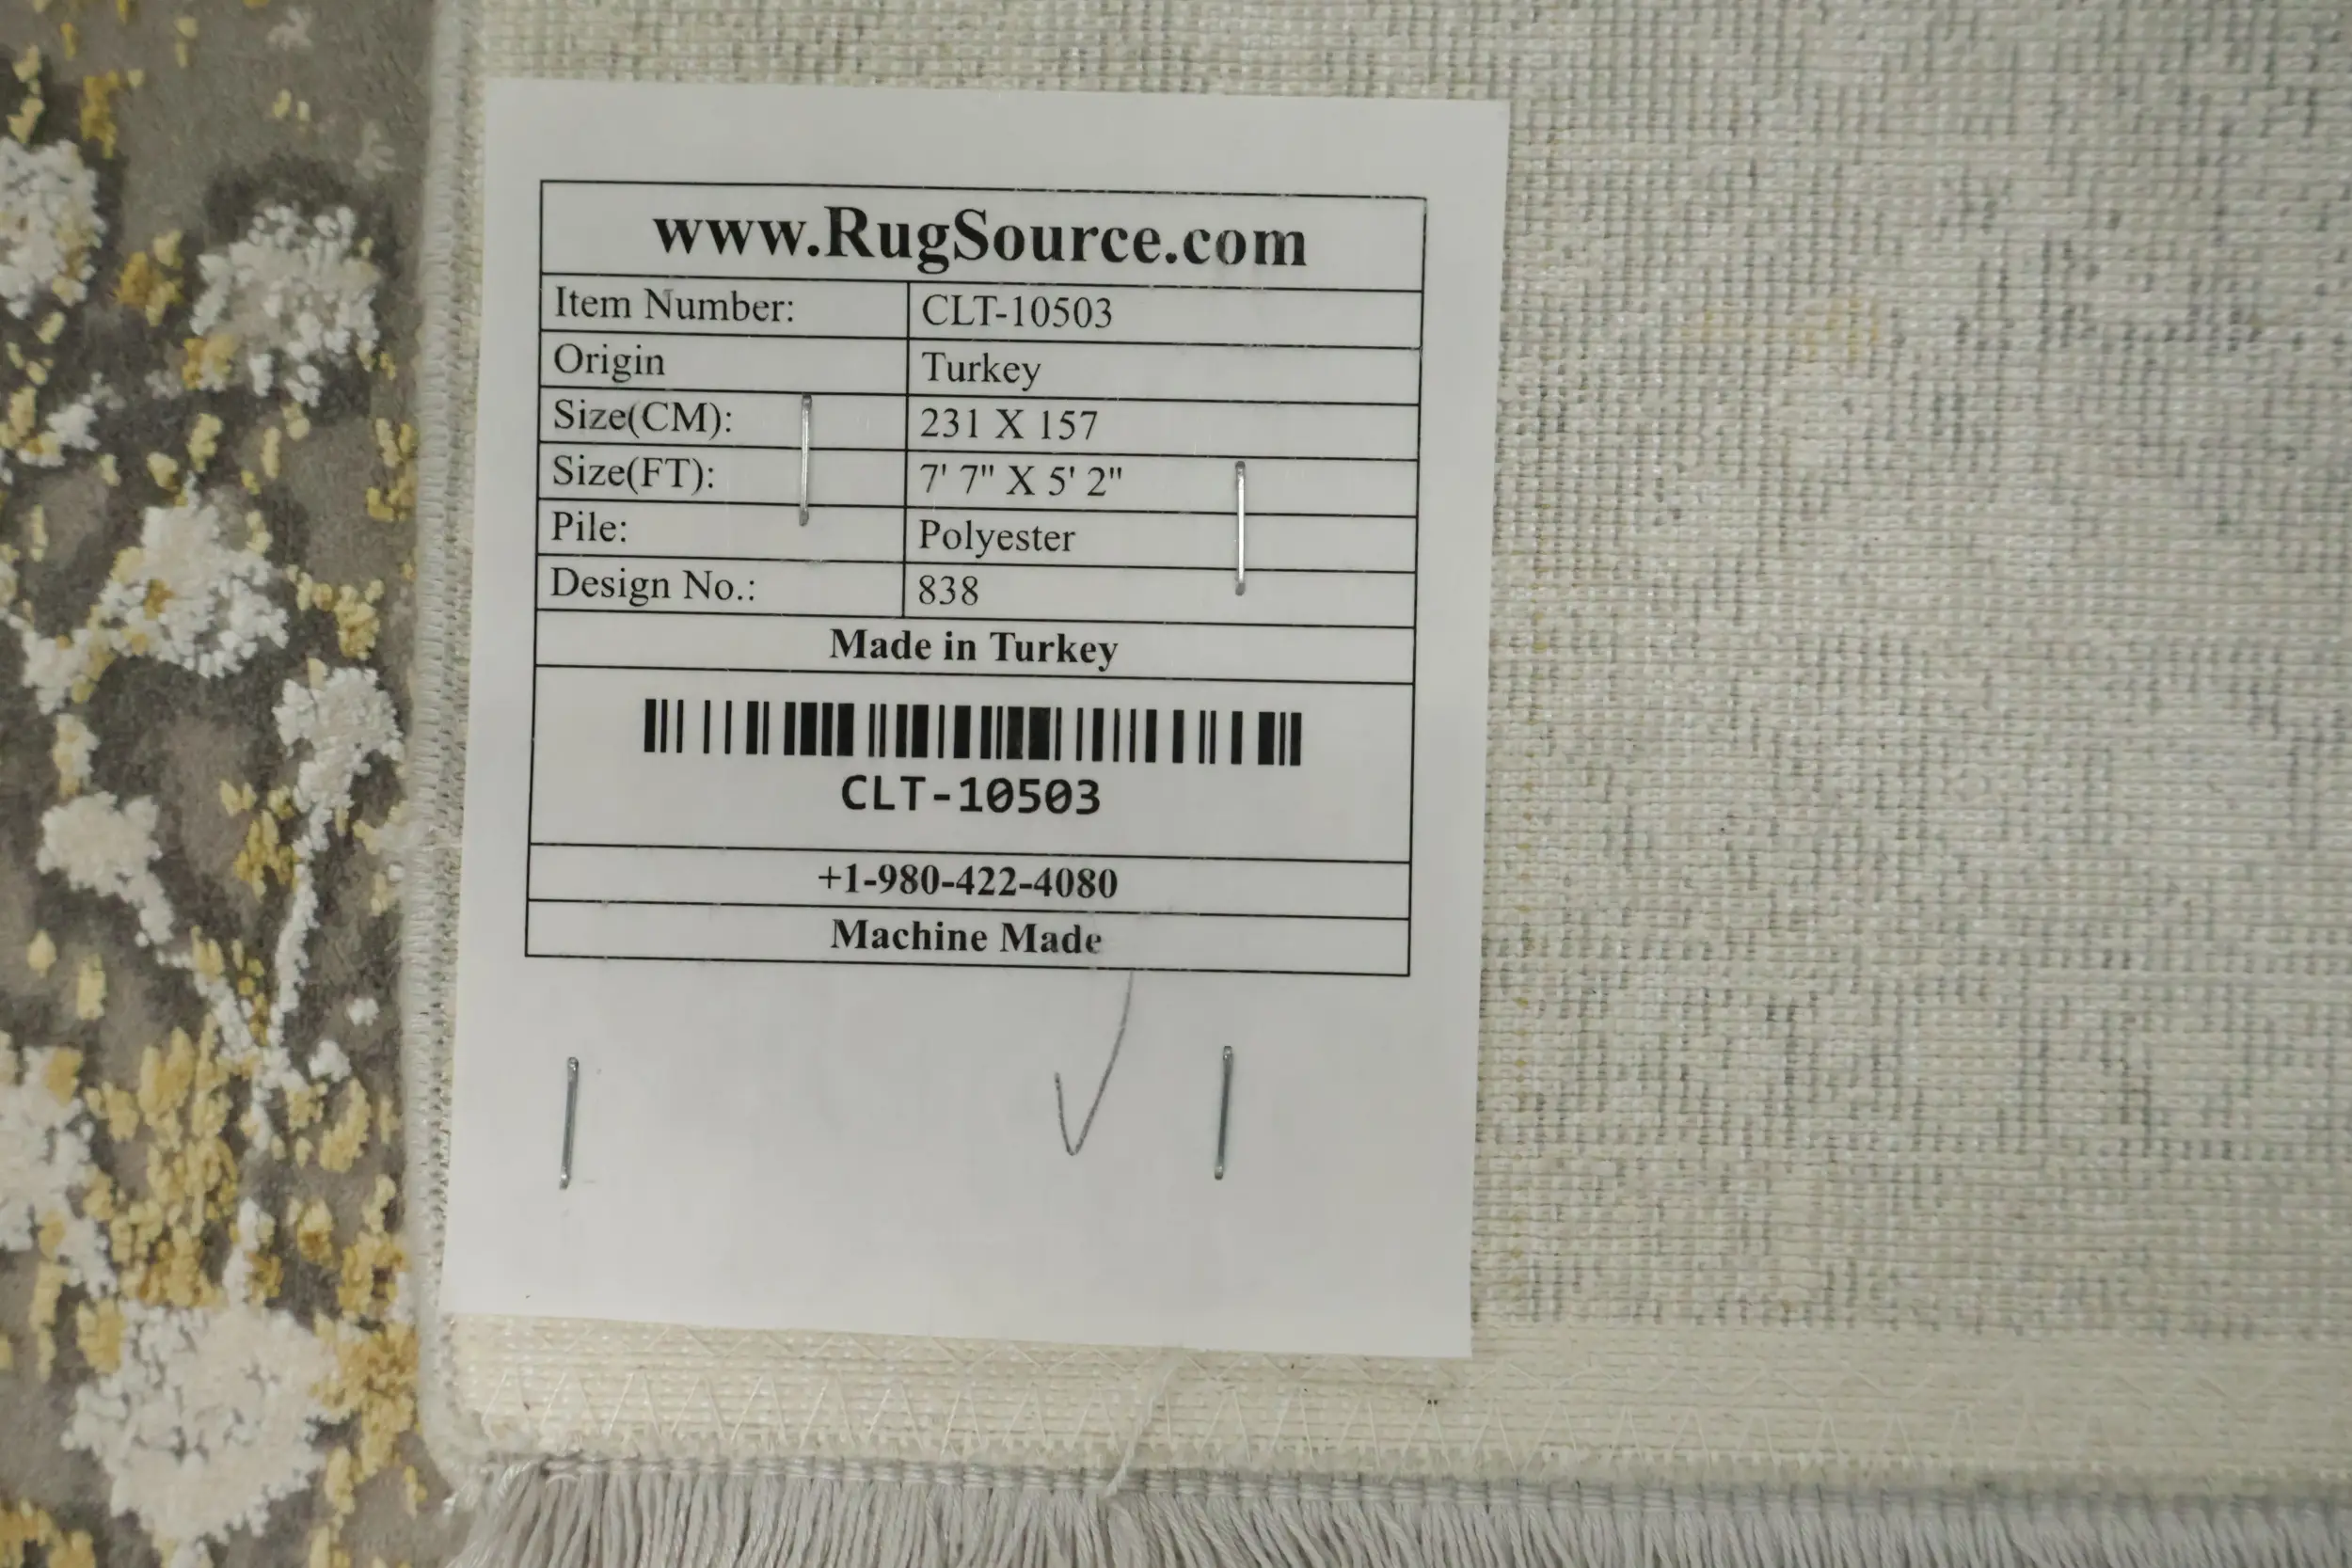 www.RugSource.com
Item Number: CLT-10503
Origin Turkey
Size(CM): 231 X 157
Size(FT): 7' 7" X 5' 2"
Pile: Polyester
Design No.: 838
Made in Turkey
CLT-10503
+1-980-422-4080
Machine Made